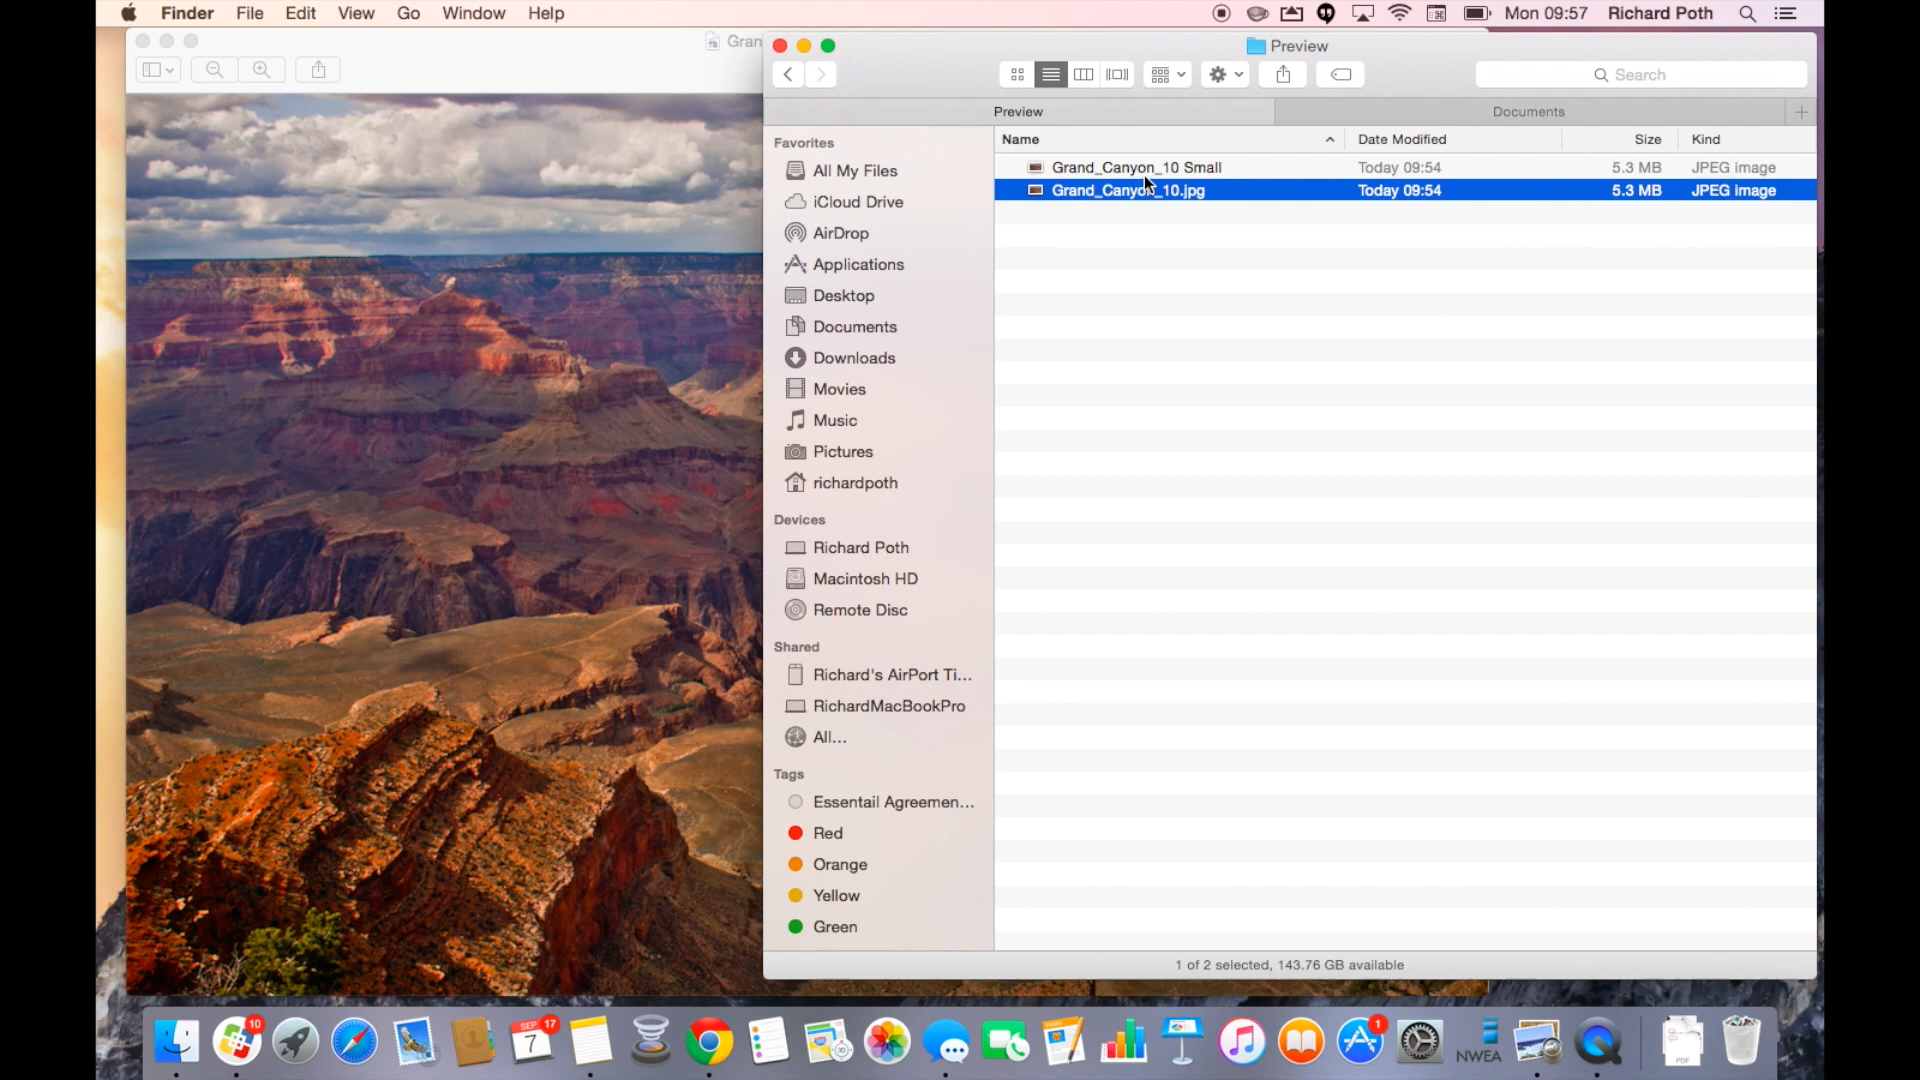 Finder File Edit View Go Window Help Mon 09:57 Richard Poth
Gran
Preview
Search
Preview Documents
Name Date Modified Size Kind
Grand_Canyon_10 Small Today 09:54 5.3 MB JPEG image
Grand_Canyon_10.jpg Today 09:54 5.3 MB JPEG image
Favorites
All My Files
iCloud Drive
AirDrop
Applications
Desktop
Documents
Downloads
Movies
Music
Pictures
richardpoth
Devices
Richard Poth
Macintosh HD
Remote Disc
Shared
Richard's AirPort Ti...
RichardMacBookPro
All...
Tags
Essentail Agreemen...
Red
Orange
Yellow
Green
1 of 2 selected, 143.76 GB available
10
SEP 17
7
1
NWEA
PDF